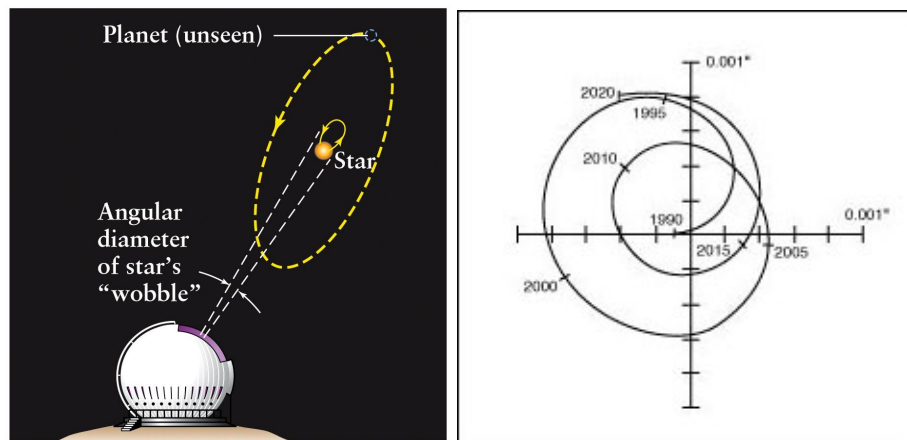 Planet (unseen)
Star
Angular
diameter
of star’s
“wobble”
0.001"
2020
1995
2010
1990
0.001"
2015
2005
2000